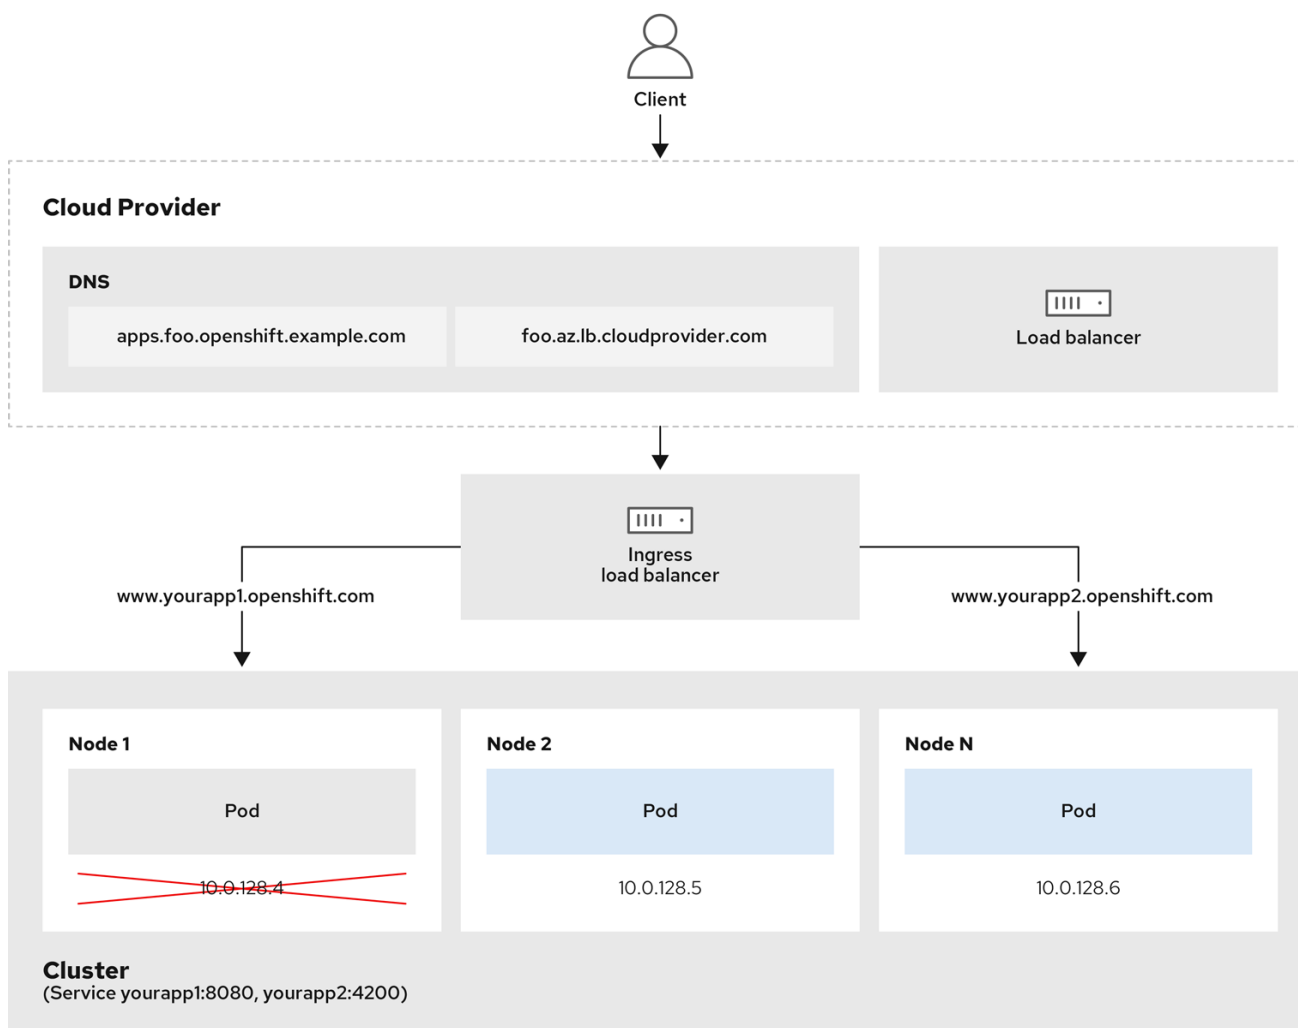 Client
Cloud Provider
DNS
apps.foo.openshift.example.com
foo.az.lb.cloudprovider.com
Load balancer
Ingress
load balancer
www.yourapp1.openshift.com
www.yourapp2.openshift.com
Node 1
Pod
10.0.128.4
Node 2
Pod
10.0.128.5
Node N
Pod
10.0.128.6
Cluster
(Service yourapp1:8080, yourapp2:4200)